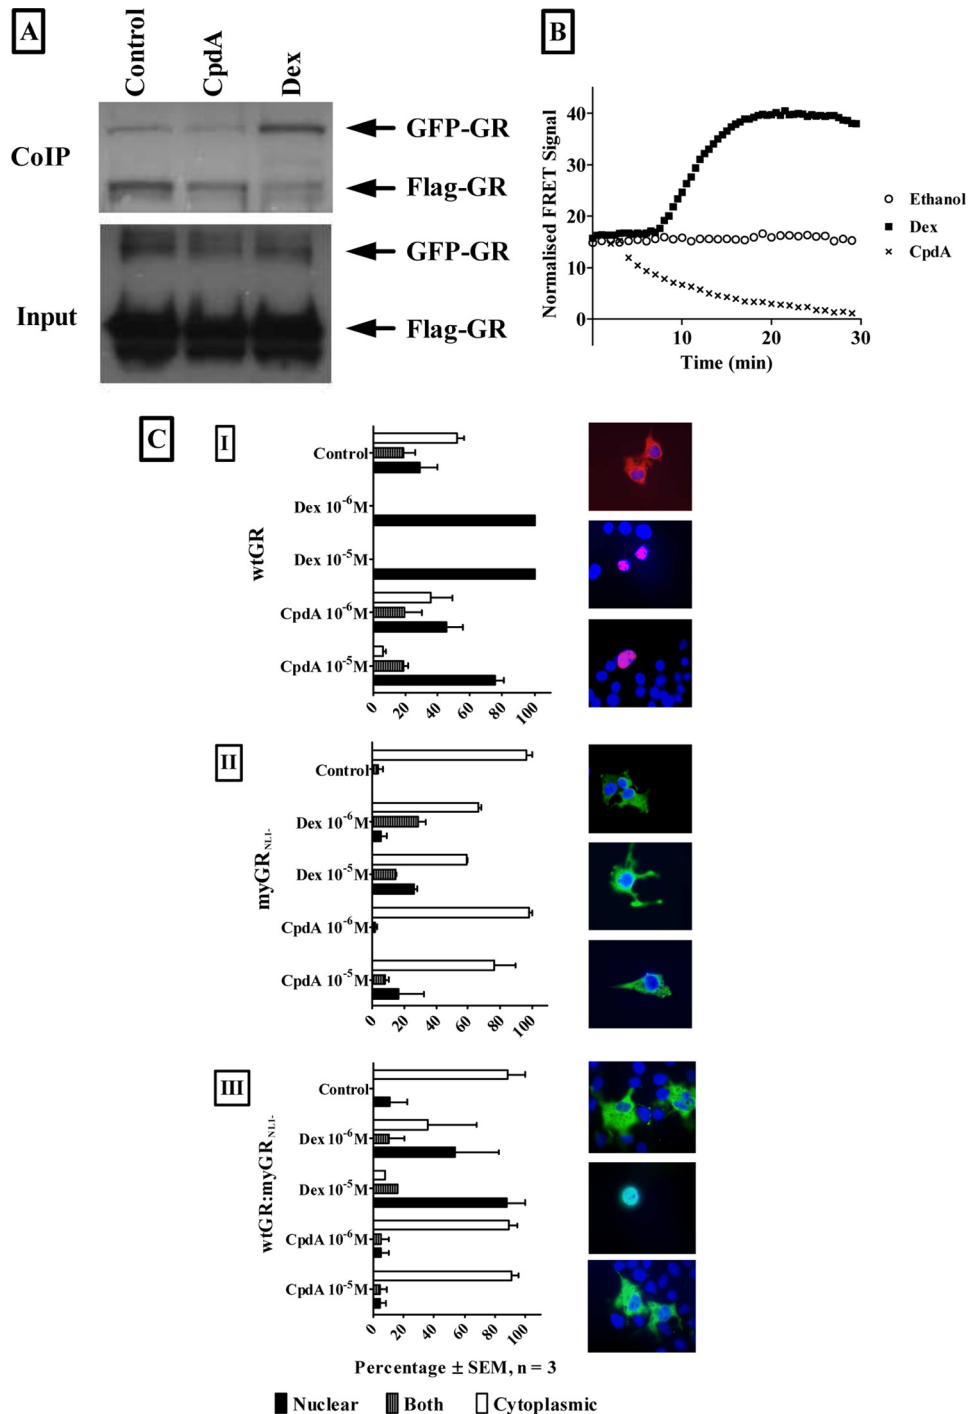 A
Control
CpdA
Dex
CoIP
GFP-GR
Flag-GR
Input
GFP-GR
Flag-GR
B
Normalised FRET Signal
40
30
20
10
0
10
20
30
Time (min)
Ethanol
Dex
CpdA
C
I
wtGR
Control
Dex 10⁻⁶M
Dex 10⁻⁵M
CpdA 10⁻⁶M
CpdA 10⁻⁵M
0 20 40 60 80 100
II
myGR_NL1-
Control
Dex 10⁻⁶M
Dex 10⁻⁵M
CpdA 10⁻⁶M
CpdA 10⁻⁵M
0 20 40 60 80 100
III
wtGR:myGR_NL1-
Control
Dex 10⁻⁶M
Dex 10⁻⁵M
CpdA 10⁻⁶M
CpdA 10⁻⁵M
0 20 40 60 80 100
Percentage ± SEM, n = 3
Nuclear Both Cytoplasmic